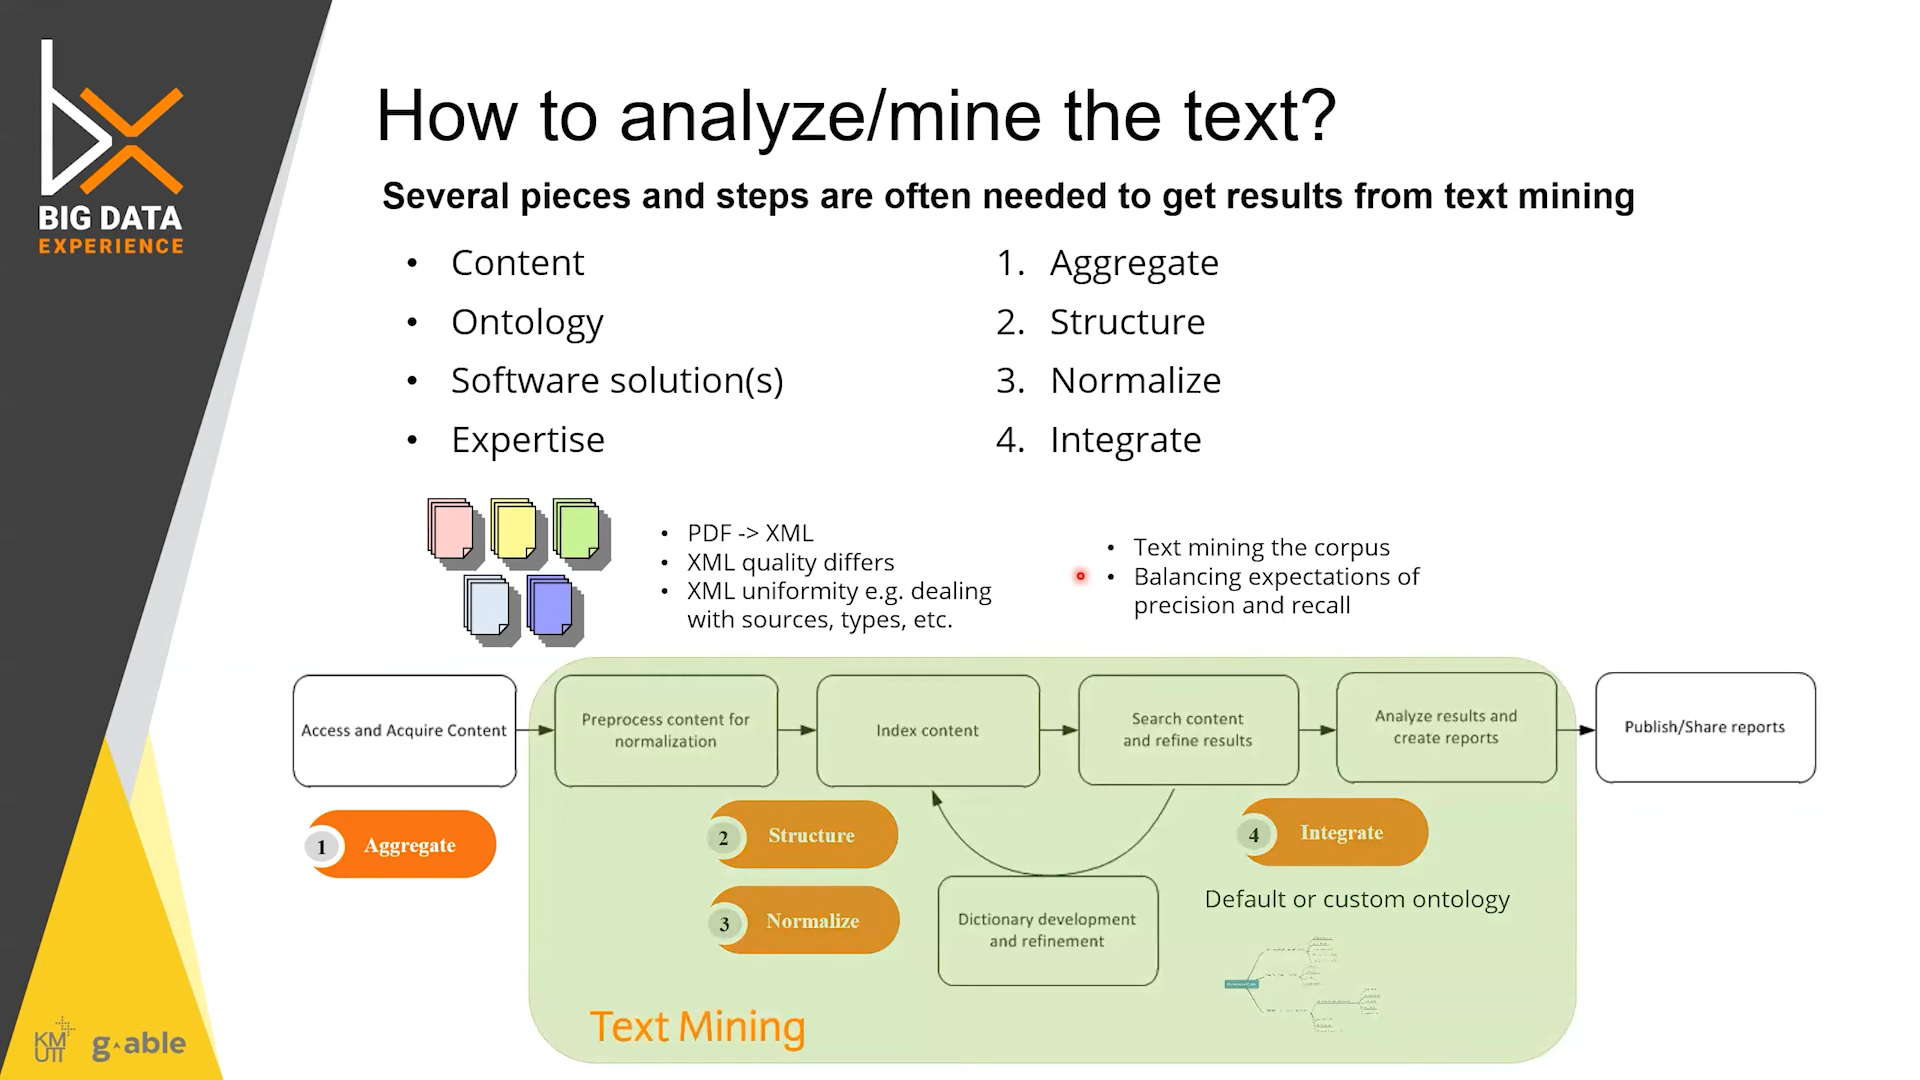 BIG DATA
EXPERIENCE
How to analyze/mine the text?
Several pieces and steps are often needed to get results from text mining
• Content
• Ontology
• Software solution(s)
• Expertise
1. Aggregate
2. Structure
3. Normalize
4. Integrate
• PDF -> XML
• XML quality differs
• XML uniformity e.g. dealing
with sources, types, etc.
• Text mining the corpus
• Balancing expectations of
precision and recall
Access and Acquire Content
Preprocess content for
normalization
Index content
Search content
and refine results
Analyze results and
create reports
Publish/Share reports
1 Aggregate
2 Structure
3 Normalize
4 Integrate
Dictionary development
and refinement
Default or custom ontology
Text Mining
KM
UTT
g-able